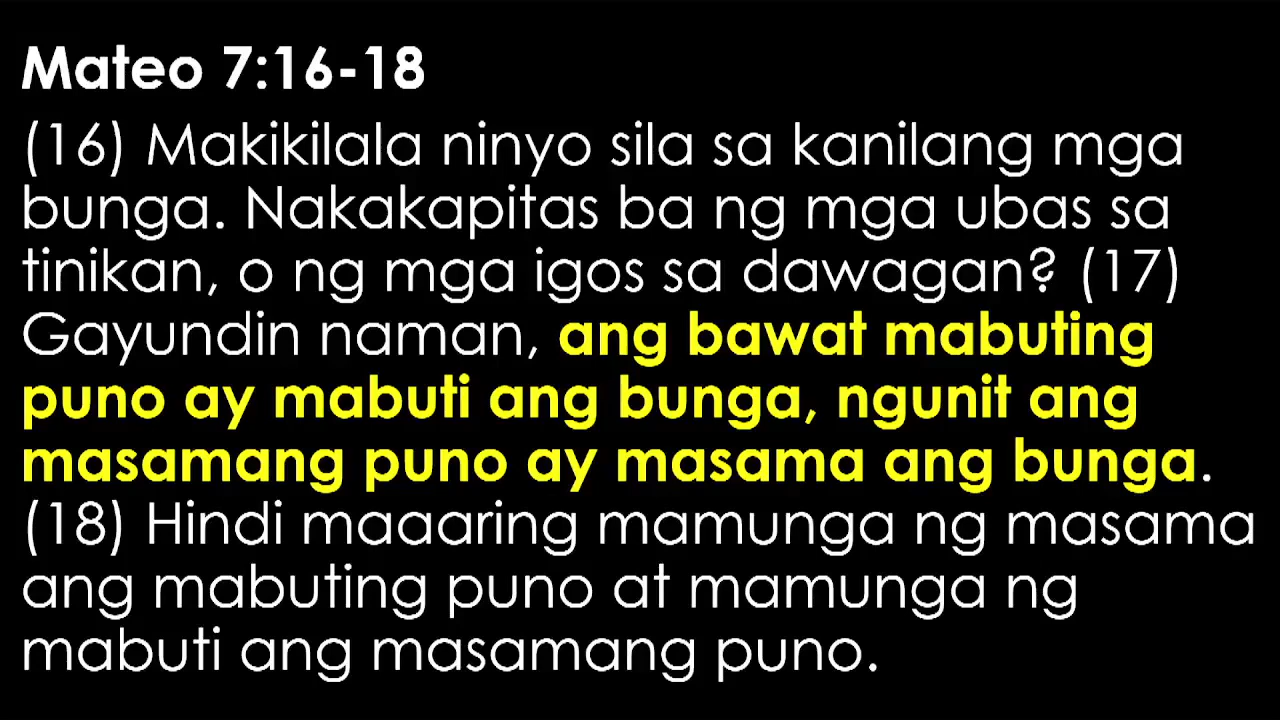 Mateo 7:16-18
(16) Makikilala ninyo sila sa kanilang mga
bunga. Nakakapitas ba ng mga ubas sa
tinikan, o ng mga igos sa dawagan? (17)
Gayundin naman, ang bawat mabuting
puno ay mabuti ang bunga, ngunit ang
masamang puno ay masama ang bunga.
(18) Hindi maaaring mamunga ng masama
ang mabuting puno at mamunga ng
mabuti ang masamang puno.